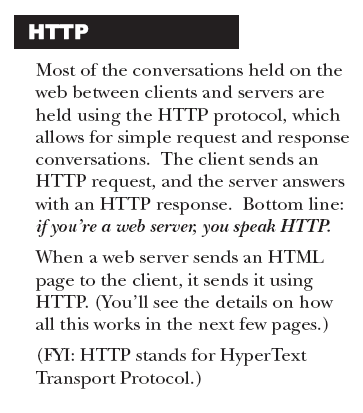 HTTP
Most of the conversations held on the
web between clients and servers are
held using the HTTP protocol, which
allows for simple request and response
conversations. The client sends an
HTTP request, and the server answers
with an HTTP response. Bottom line:
if you're a web server, you speak HTTP.
When a web server sends an HTML
page to the client, it sends it using
HTTP. (You'll see the details on how
all this works in the next few pages.)
(FYI: HTTP stands for HyperText
Transport Protocol.)